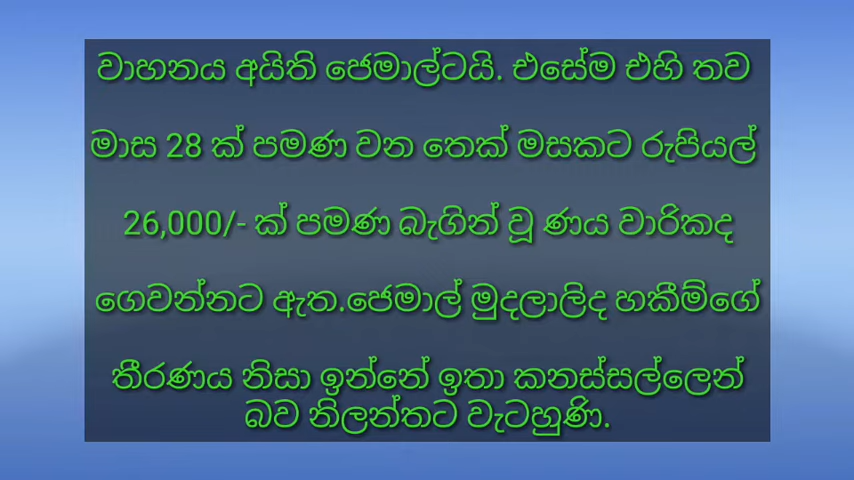 වාහනය අයිති ජෙමාල්ටයි. එසේම එහි තව
මාස 28 ක් පමණ වන තෙක් මසකට රුපියල්
26,000/- ක් පමණ බැගින් වූ ණය වාරිකද
ගෙවන්නට ඇත.ජෙමාල් මුදලාලිද හකීම්ගේ
තීරණය නිසා ඉන්නේ ඉතා කනස්සල්ලෙන්
බව නිලන්තට වැටහුණි.